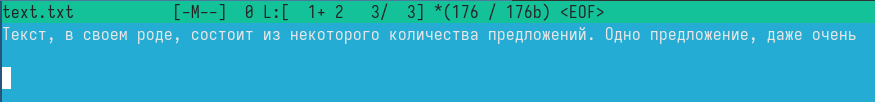 text.txt [-M--] 0 L:[ 1+ 2 3/ 3] *(176 / 176b) <EOF>
Текст, в своем роде, состоит из некоторого количества предложений. Одно предложение, даже очень